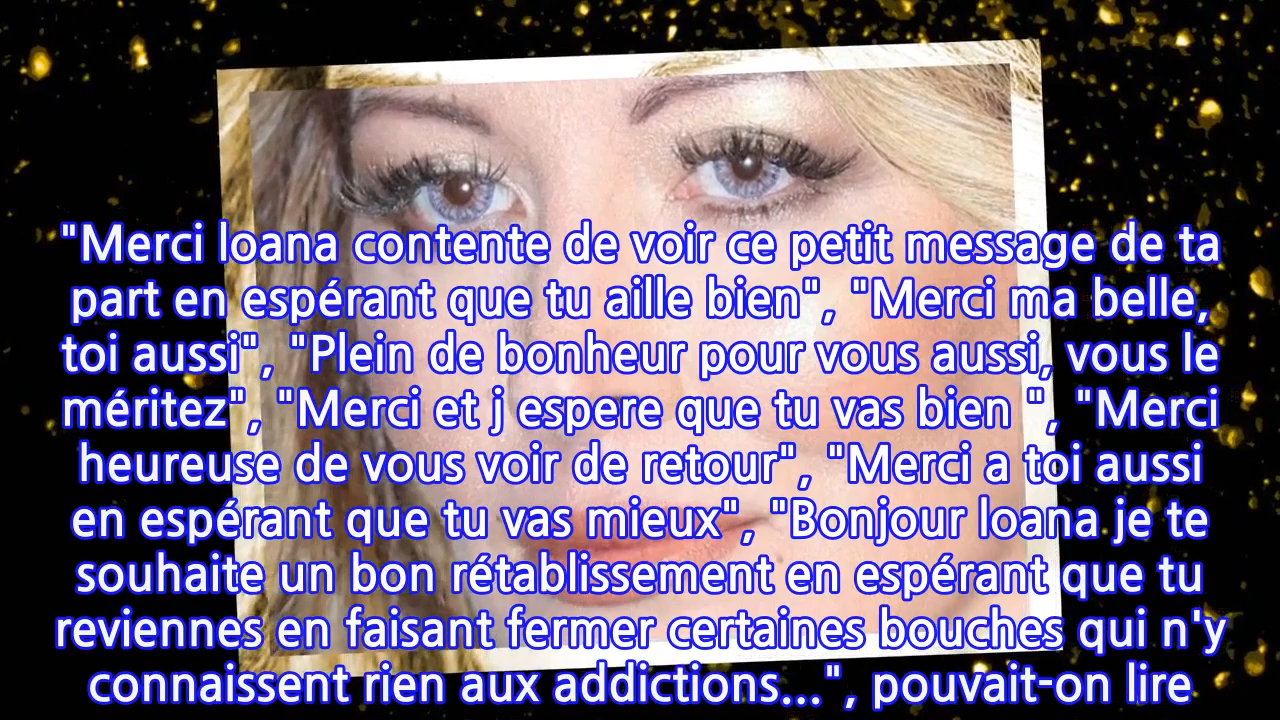 "Merci loana contente de voir ce petit message de ta
part en espérant que tu aille bien", "Merci ma belle,
toi aussi", "Plein de bonheur pour vous aussi, vous le
méritez", "Merci et j espere que tu vas bien ", "Merci
heureuse de vous voir de retour", "Merci a toi aussi
en espérant que tu vas mieux", "Bonjour loana je te
souhaite un bon rétablissement en espérant que tu
reviennes en faisant fermer certaines bouches qui n'y
connaissent rien aux addictions...", pouvait-on lire